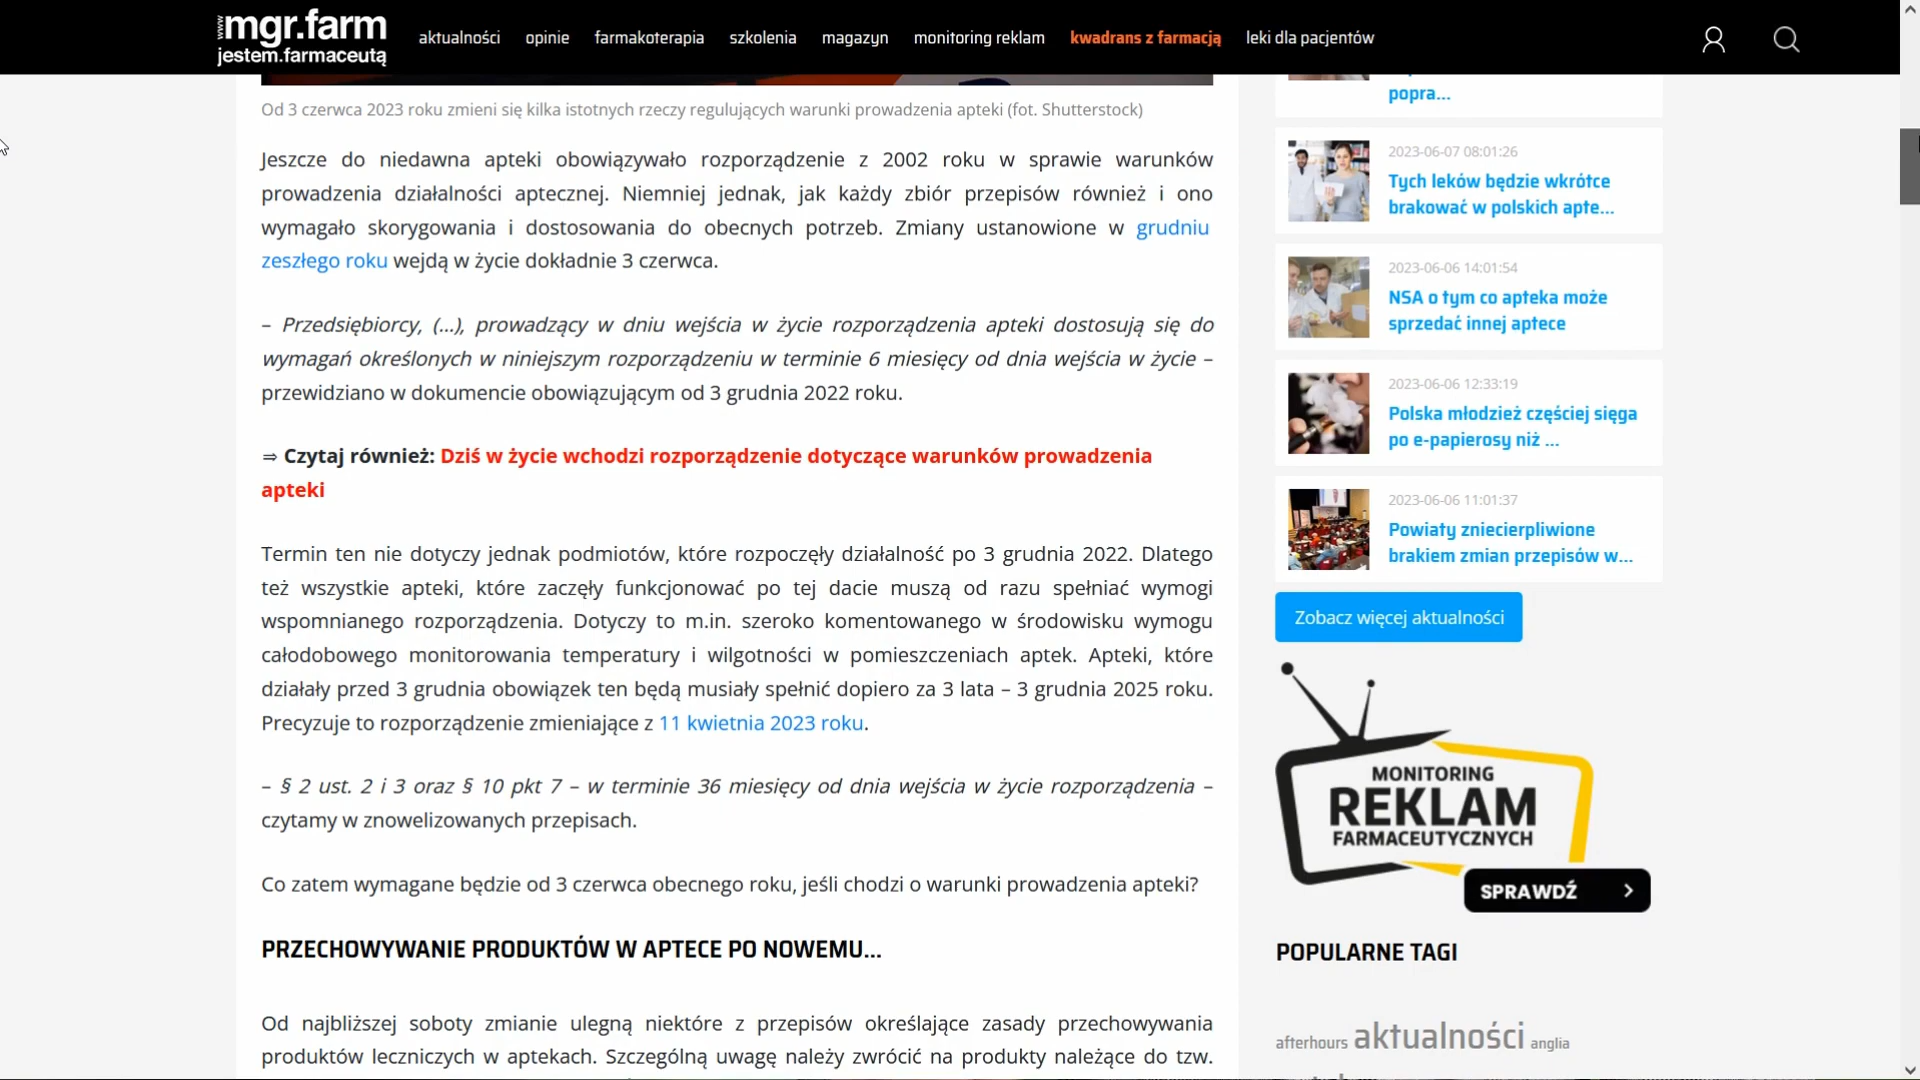 www.mgr.farm
jestem.farmaceutą
aktualności opinie farmakoterapia szkolenia magazyn monitoring reklam kwadrans z farmacją leki dla pacjentów
Od 3 czerwca 2023 roku zmieni się kilka istotnych rzeczy regulujących warunki prowadzenia apteki (fot. Shutterstock)
Jeszcze do niedawna apteki obowiązywało rozporządzenie z 2002 roku w sprawie warunków
prowadzenia działalności aptecznej. Niemniej jednak, jak każdy zbiór przepisów również i ono
wymagało skorygowania i dostosowania do obecnych potrzeb. Zmiany ustanowione w grudniu
zeszłego roku wejdą w życie dokładnie 3 czerwca.
– Przedsiębiorcy, (…), prowadzący w dniu wejścia w życie rozporządzenia apteki dostosują się do
wymagań określonych w niniejszym rozporządzeniu w terminie 6 miesięcy od dnia wejścia w życie –
przewidziano w dokumencie obowiązującym od 3 grudnia 2022 roku.
⇒ Czytaj również: Dziś w życie wchodzi rozporządzenie dotyczące warunków prowadzenia
apteki
Termin ten nie dotyczy jednak podmiotów, które rozpoczęły działalność po 3 grudnia 2022. Dlatego
też wszystkie apteki, które zaczęły funkcjonować po tej dacie muszą od razu spełniać wymogi
wspomnianego rozporządzenia. Dotyczy to m.in. szeroko komentowanego w środowisku wymogu
całodobowego monitorowania temperatury i wilgotności w pomieszczeniach aptek. Apteki, które
działały przed 3 grudnia obowiązek ten będą musiały spełnić dopiero za 3 lata – 3 grudnia 2025 roku.
Precyzuje to rozporządzenie zmieniające z 11 kwietnia 2023 roku.
– § 2 ust. 2 i 3 oraz § 10 pkt 7 – w terminie 36 miesięcy od dnia wejścia w życie rozporządzenia –
czytamy w znowelizowanych przepisach.
Co zatem wymagane będzie od 3 czerwca obecnego roku, jeśli chodzi o warunki prowadzenia apteki?
PRZECHOWYWANIE PRODUKTÓW W APTECE PO NOWEMU…
Od najbliższej soboty zmianie ulegną niektóre z przepisów określające zasady przechowywania
produktów leczniczych w aptekach. Szczególną uwagę należy zwrócić na produkty należące do tzw.
popra...
2023-06-07 08:01:26
Tych leków będzie wkrótce
brakować w polskich apte...
2023-06-06 14:01:54
NSA o tym co apteka może
sprzedać innej aptece
2023-06-06 12:33:19
Polska młodzież częściej sięga
po e-papierosy niż ...
2023-06-06 11:01:37
Powiaty zniecierpliwione
brakiem zmian przepisów w...
Zobacz więcej aktualności
MONITORING
REKLAM
FARMACEUTYCZNYCH
SPRAWDŹ
POPULARNE TAGI
afterhours aktualności anglia